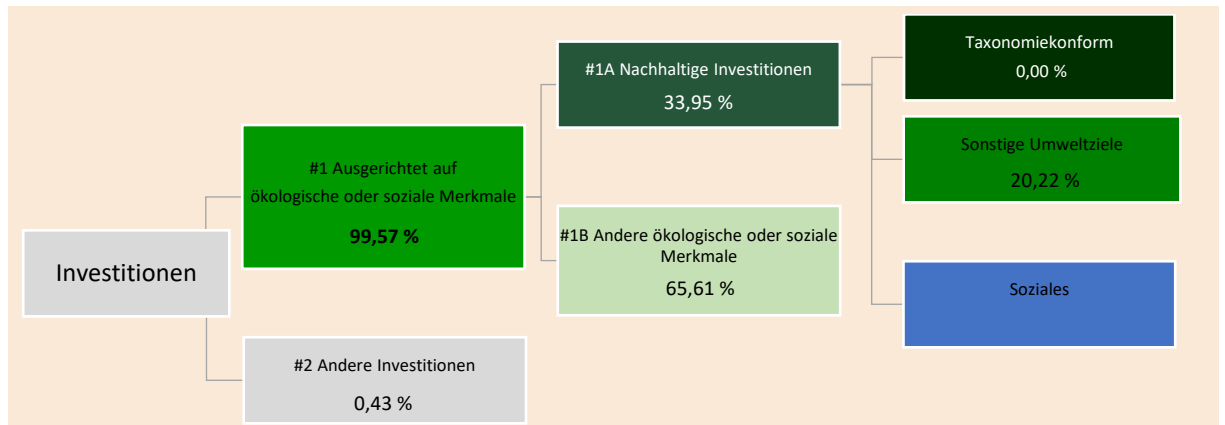 Investitionen
#1 Ausgerichtet auf
ökologische oder soziale Merkmale
99,57 %
#2 Andere Investitionen
0,43 %
#1A Nachhaltige Investitionen
33,95 %
#1B Andere ökologische oder soziale
Merkmale
65,61 %
Taxonomiekonform
0,00 %
Sonstige Umweltziele
20,22 %
Soziales